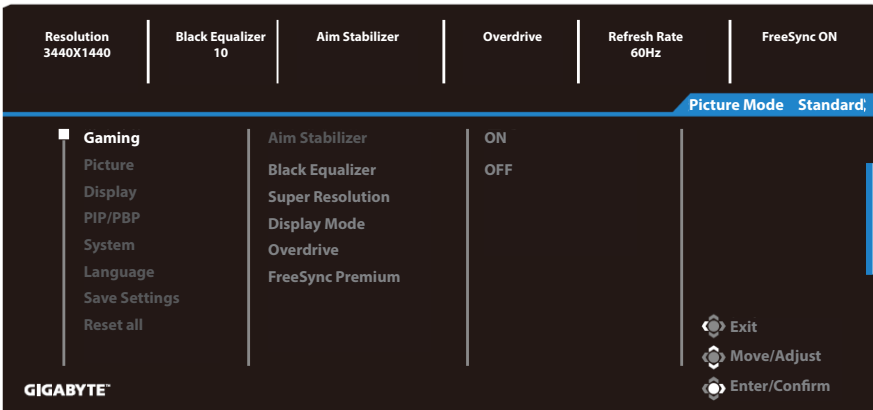 Resolution
3440X1440
Black Equalizer
10
Aim Stabilizer
Overdrive
Refresh Rate
60Hz
FreeSync ON
Picture Mode Standard
Gaming
Picture
Display
PIP/PBP
System
Language
Save Settings
Reset all
Aim Stabilizer
Black Equalizer
Super Resolution
Display Mode
Overdrive
FreeSync Premium
ON
OFF
Exit
Move/Adjust
Enter/Confirm
GIGABYTE™